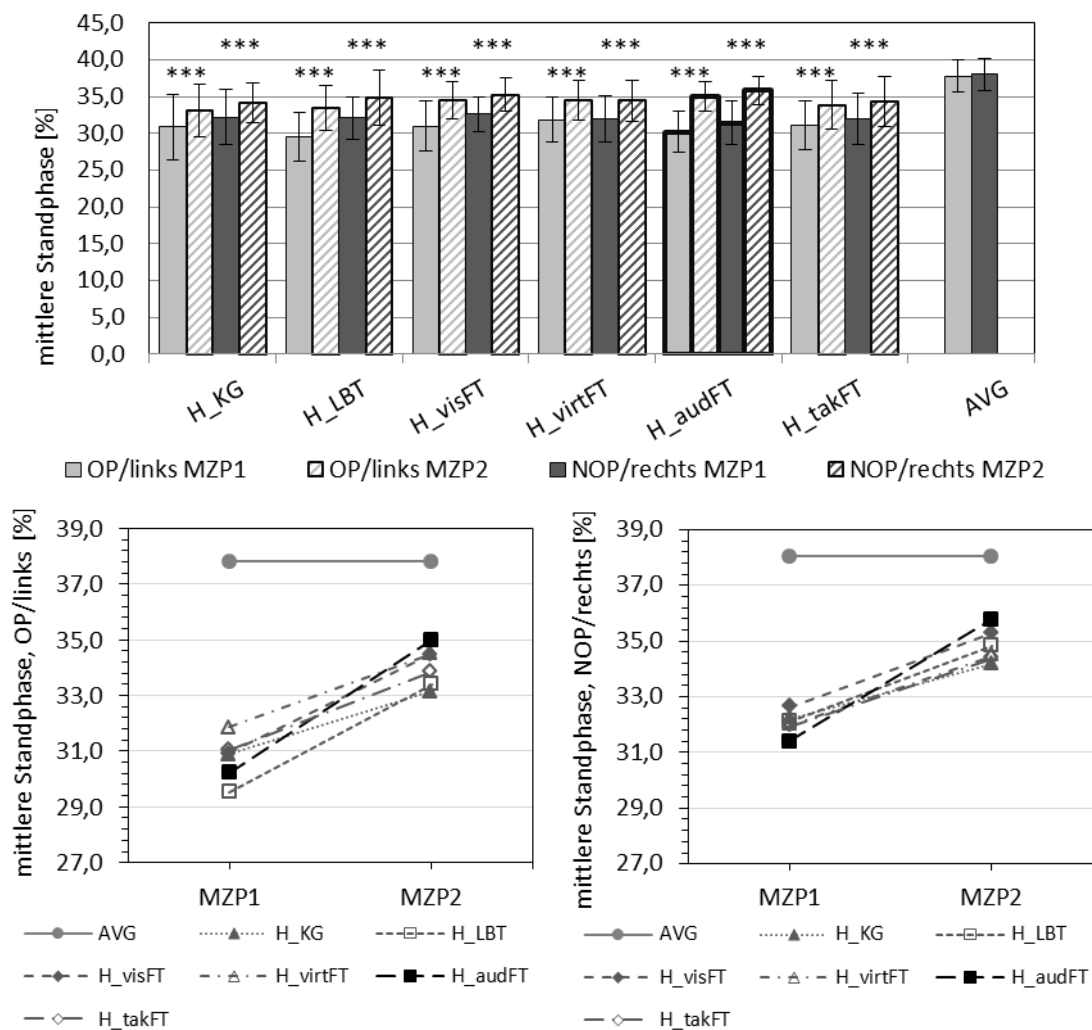 mittlere Standphase [%]
45,0
40,0
35,0
30,0
25,0
20,0
15,0
10,0
5,0
0,0
*** *** *** *** *** ***
*** *** *** *** *** ***
H_KG H_LBT H_visFT H_virtFT H_audFT H_takFT AVG
OP/links MZP1 OP/links MZP2 NOP/rechts MZP1 NOP/rechts MZP2
mittlere Standphase, OP/links [%]
39,0
37,0
35,0
33,0
31,0
29,0
27,0
MZP1 MZP2
AVG H_KG H_LBT
H_visFT H_virtFT H_audFT
H_takFT
mittlere Standphase, NOP/rechts [%]
39,0
37,0
35,0
33,0
31,0
29,0
27,0
MZP1 MZP2
AVG H_KG H_LBT
H_visFT H_virtFT H_audFT
H_takFT